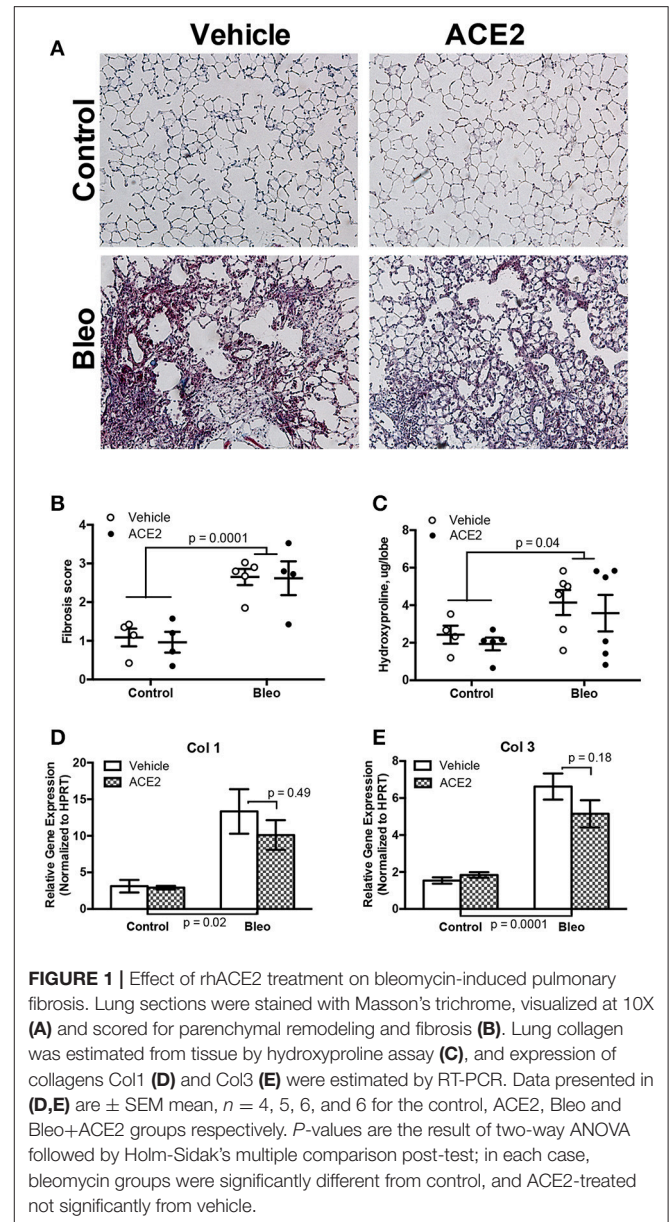 Vehicle ACE2
A
Control
Bleo
B
Vehicle
ACE2
p = 0.0001
Fibrosis score
4
3
2
1
0
Control Bleo
C
Vehicle
ACE2
p = 0.04
Hydroxyproline, ug/lobe
8
6
4
2
0
Control Bleo
D
Col 1
Vehicle
ACE2
p = 0.49
Relative Gene Expression
(Normalized to HPRT)
20
15
10
5
0
Control Bleo
p = 0.02
E
Col 3
Vehicle
ACE2
p = 0.18
Relative Gene Expression
(Normalized to HPRT)
8
6
4
2
0
Control Bleo
p = 0.0001
FIGURE 1 | Effect of rhACE2 treatment on bleomycin-induced pulmonary
fibrosis. Lung sections were stained with Masson's trichrome, visualized at 10X
(A) and scored for parenchymal remodeling and fibrosis (B). Lung collagen
was estimated from tissue by hydroxyproline assay (C), and expression of
collagens Col1 (D) and Col3 (E) were estimated by RT-PCR. Data presented in
(D,E) are ± SEM mean, n = 4, 5, 6, and 6 for the control, ACE2, Bleo and
Bleo+ACE2 groups respectively. P-values are the result of two-way ANOVA
followed by Holm-Sidak's multiple comparison post-test; in each case,
bleomycin groups were significantly different from control, and ACE2-treated
not significantly from vehicle.